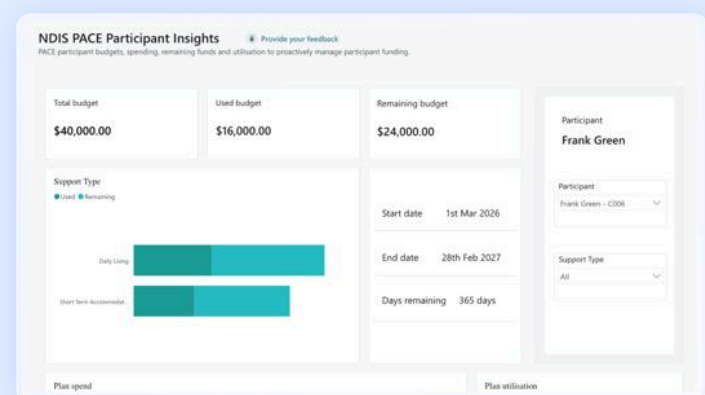 NDIS PACE Participant Insights
Provide your feedback
PACE participant budgets, spending, remaining funds and utilisation to proactively manage participant funding.
Total budget
$40,000.00
Used budget
$16,000.00
Remaining budget
$24,000.00
Participant
Frank Green
Participant
Frank Green - C006
Support Type
All
Support Type
Used Remaining
Daily Living
Short Term Accommodat...
Start date 1st Mar 2026
End date 28th Feb 2027
Days remaining 365 days
Plan spend
Plan utilisation